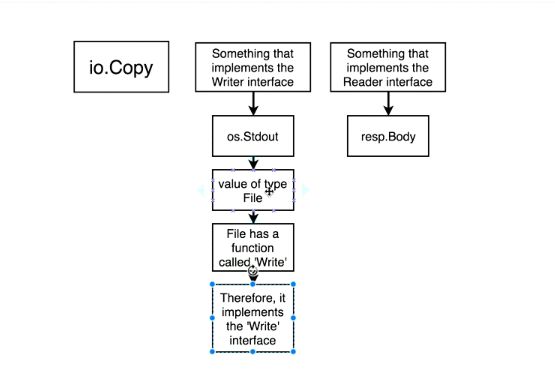 io.Copy
Something that
implements the
Writer interface
Something that
implements the
Reader interface
os.Stdout
resp.Body
value of type
File
File has a
function
called 'Write'
Therefore, it
implements
the 'Write'
interface